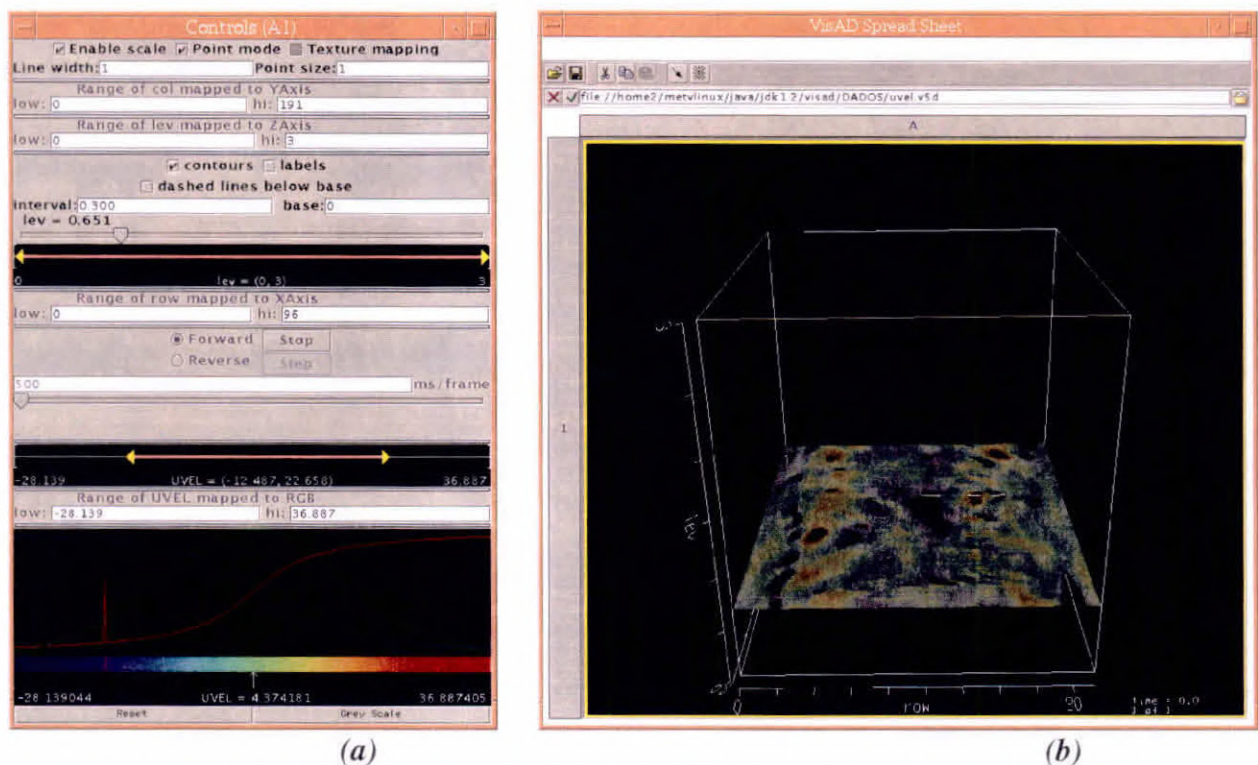 Controls (A1)
Enable scale Point mode Texture mapping
Line width: 1 Point size: 1
Range of col mapped to YAxis
low: 0 hi: 191
Range of lev mapped to ZAxis
low: 0 hi: 3
contours labels
dashed lines below base
interval: 0.300 base: 0
lev = 0.651
0 lev = (0, 3) 3
Range of row mapped to XAxis
low: 0 hi: 96
Forward Stop
Reverse Step
500 ms/frame
-28.139 UVEL = (-12.487, 22.658) 36.887
Range of UVEL mapped to RGB
low: -28.139 hi: 36.887
-28.139044 UVEL = 4.374181 36.887405
Reset Grey Scale
(a)
VisAD Spread Sheet
file://home2/metvlinux/java/jdk1.2/visad/DADOS/uvel.v5d
A
1
lev
0 row 90
time = 0.0
1 of 1
(b)